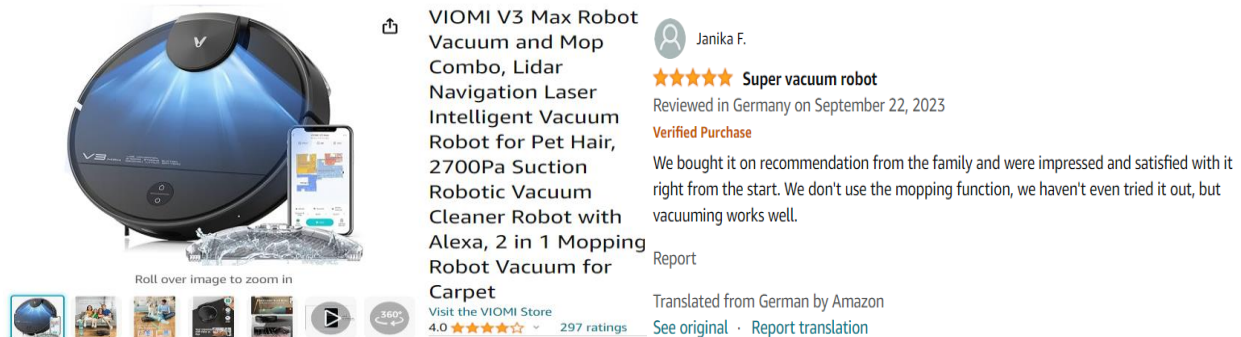 Roll over image to zoom in
360°
VIOMI V3 Max Robot
Vacuum and Mop
Combo, Lidar
Navigation Laser
Intelligent Vacuum
Robot for Pet Hair,
2700Pa Suction
Robotic Vacuum
Cleaner Robot with
Alexa, 2 in 1 Mopping
Robot Vacuum for
Carpet
Visit the VIOMI Store
4.0 297 ratings
Janika F.
Super vacuum robot
Reviewed in Germany on September 22, 2023
Verified Purchase
We bought it on recommendation from the family and were impressed and satisfied with it
right from the start. We don't use the mopping function, we haven't even tried it out, but
vacuuming works well.
Report
Translated from German by Amazon
See original · Report translation